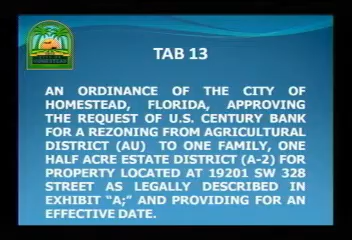 HOMESTEAD
TAB 13
AN ORDINANCE OF THE CITY OF
HOMESTEAD, FLORIDA, APPROVING
THE REQUEST OF U.S. CENTURY BANK
FOR A REZONING FROM AGRICULTURAL
DISTRICT (AU) TO ONE FAMILY, ONE
HALF ACRE ESTATE DISTRICT (A-2) FOR
PROPERTY LOCATED AT 19201 SW 328
STREET AS LEGALLY DESCRIBED IN
EXHIBIT "A;" AND PROVIDING FOR AN
EFFECTIVE DATE.